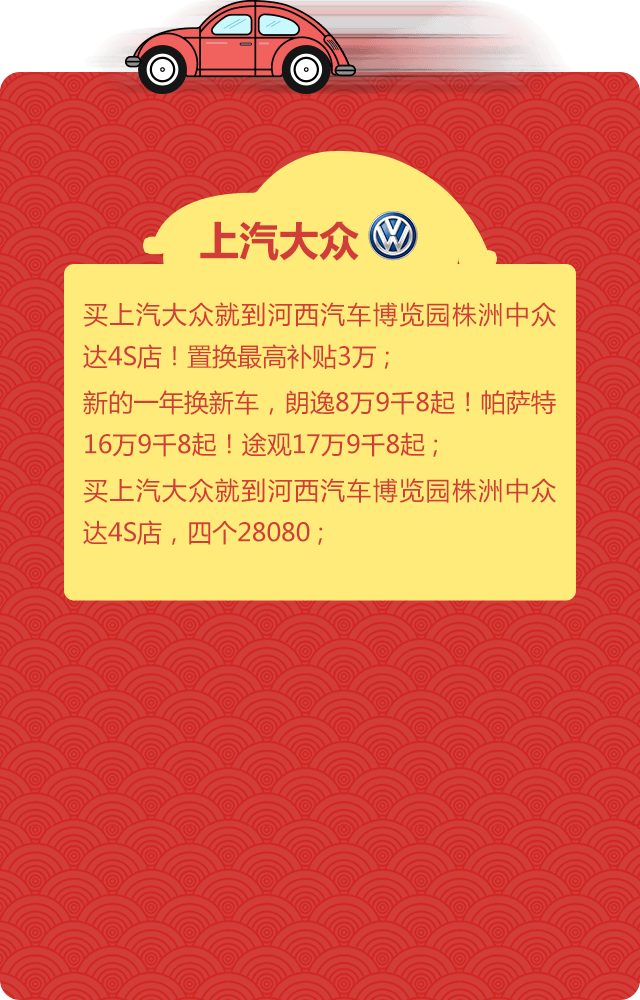 上汽大众
买上汽大众就到河西汽车博览园株洲中众
达4S店！置换最高补贴3万；
新的一年换新车，朗逸8万9千8起！帕萨特
16万9千8起！途观17万9千8起；
买上汽大众就到河西汽车博览园株洲中众
达4S店，四个28080；